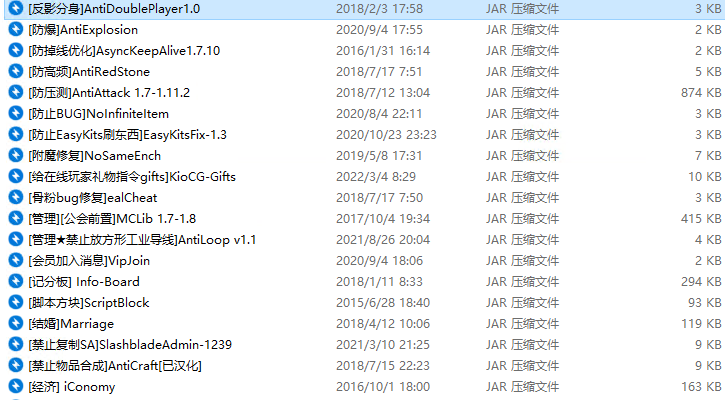 [反影分身]AntiDoublePlayer1.0 2018/2/3 17:58 JAR 压缩文件 3 KB
[防爆]AntiExplosion 2020/9/4 17:55 JAR 压缩文件 2 KB
[防掉线优化]AsyncKeepAlive1.7.10 2016/1/31 16:14 JAR 压缩文件 2 KB
[防高频]AntiRedStone 2018/7/17 7:51 JAR 压缩文件 5 KB
[防压测]AntiAttack 1.7-1.11.2 2018/7/12 13:04 JAR 压缩文件 874 KB
[防止BUG]NoInfiniteItem 2020/8/4 22:11 JAR 压缩文件 3 KB
[防止EasyKits刷东西]EasyKitsFix-1.3 2020/10/23 23:23 JAR 压缩文件 3 KB
[附魔修复]NoSameEnch 2019/5/8 17:31 JAR 压缩文件 7 KB
[给在线玩家礼物指令gifts]KioCG-Gifts 2022/3/4 8:29 JAR 压缩文件 10 KB
[骨粉bug修复]ealCheat 2018/7/17 7:50 JAR 压缩文件 3 KB
[管理][公会前置]MCLib 1.7-1.8 2017/10/4 19:34 JAR 压缩文件 415 KB
[管理★禁止放方形工业导线]AntiLoop v1.1 2021/8/26 20:04 JAR 压缩文件 4 KB
[会员加入消息]VipJoin 2020/9/4 18:06 JAR 压缩文件 2 KB
[记分板] Info-Board 2018/1/11 8:33 JAR 压缩文件 294 KB
[脚本方块]ScriptBlock 2015/6/28 18:40 JAR 压缩文件 93 KB
[结婚]Marriage 2018/4/12 10:06 JAR 压缩文件 119 KB
[禁止复制SA]SlashbladeAdmin-1239 2021/3/10 21:25 JAR 压缩文件 9 KB
[禁止物品合成]AntiCraft[已汉化] 2018/7/15 22:23 JAR 压缩文件 9 KB
[经济] iConomy 2016/10/1 18:00 JAR 压缩文件 163 KB